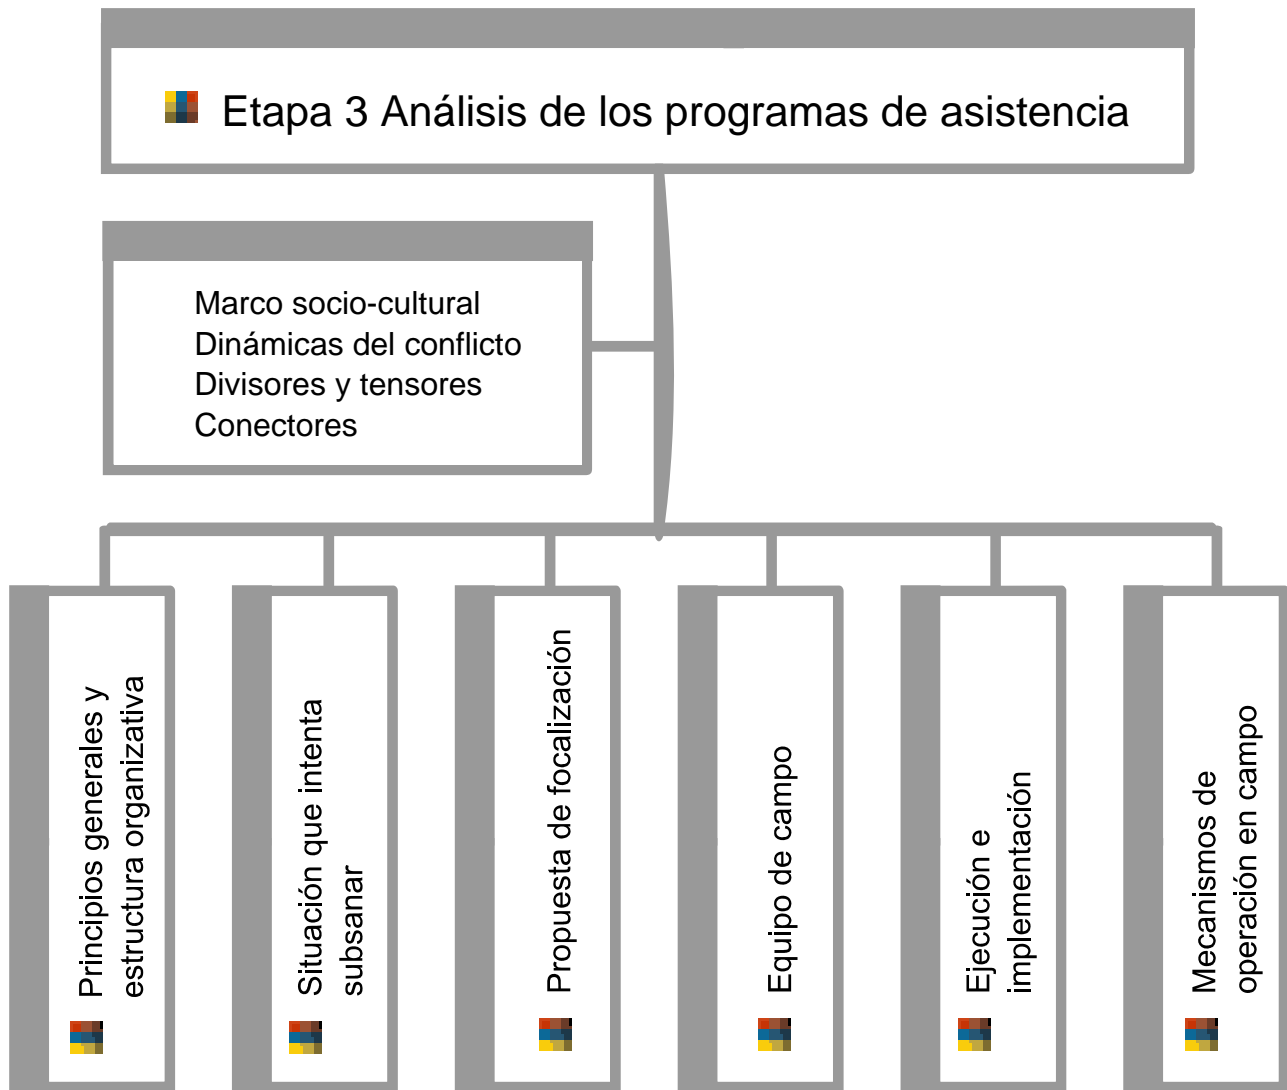 Etapa 3 Análisis de los programas de asistencia
Marco socio-cultural
Dinámicas del conflicto
Divisores y tensores
Conectores
Principios generales y
estructura organizativa
Situación que intenta
subsanar
Propuesta de focalización
Equipo de campo
Ejecución e
implementación
Mecanismos de
operación en campo